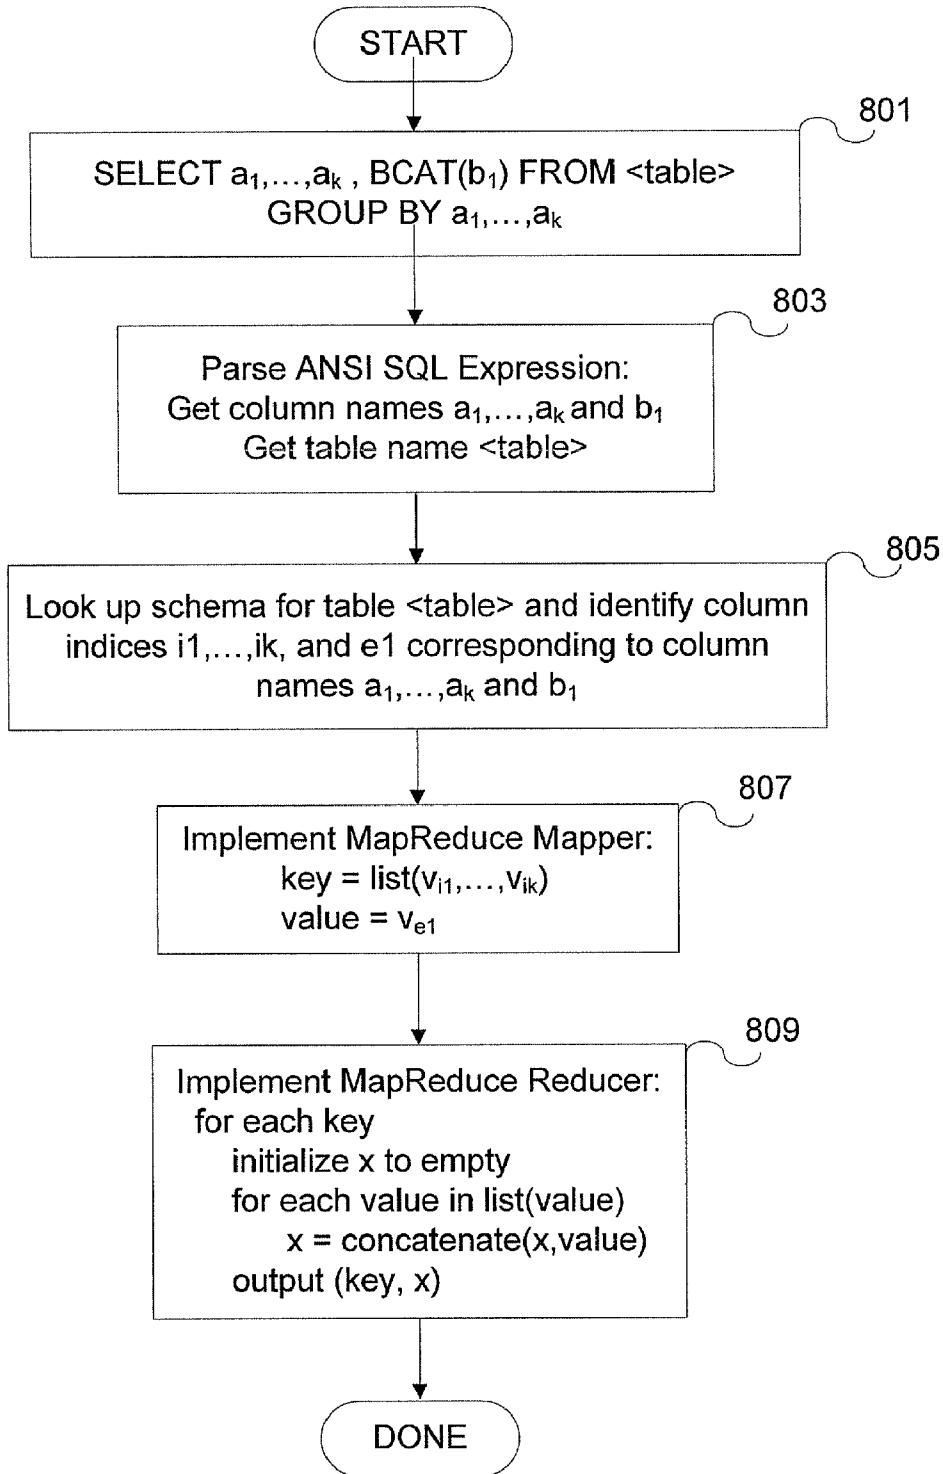 START
801
SELECT a₁,...,aₖ , BCAT(b₁) FROM <table>
GROUP BY a₁,...,aₖ
803
Parse ANSI SQL Expression:
Get column names a₁,...,aₖ and b₁
Get table name <table>
805
Look up schema for table <table> and identify column
indices i1,...,ik, and e1 corresponding to column
names a₁,...,aₖ and b₁
807
Implement MapReduce Mapper:
key = list(vᵢ₁,...,vᵢₖ)
value = vₑ₁
809
Implement MapReduce Reducer:
for each key
initialize x to empty
for each value in list(value)
x = concatenate(x,value)
output (key, x)
DONE